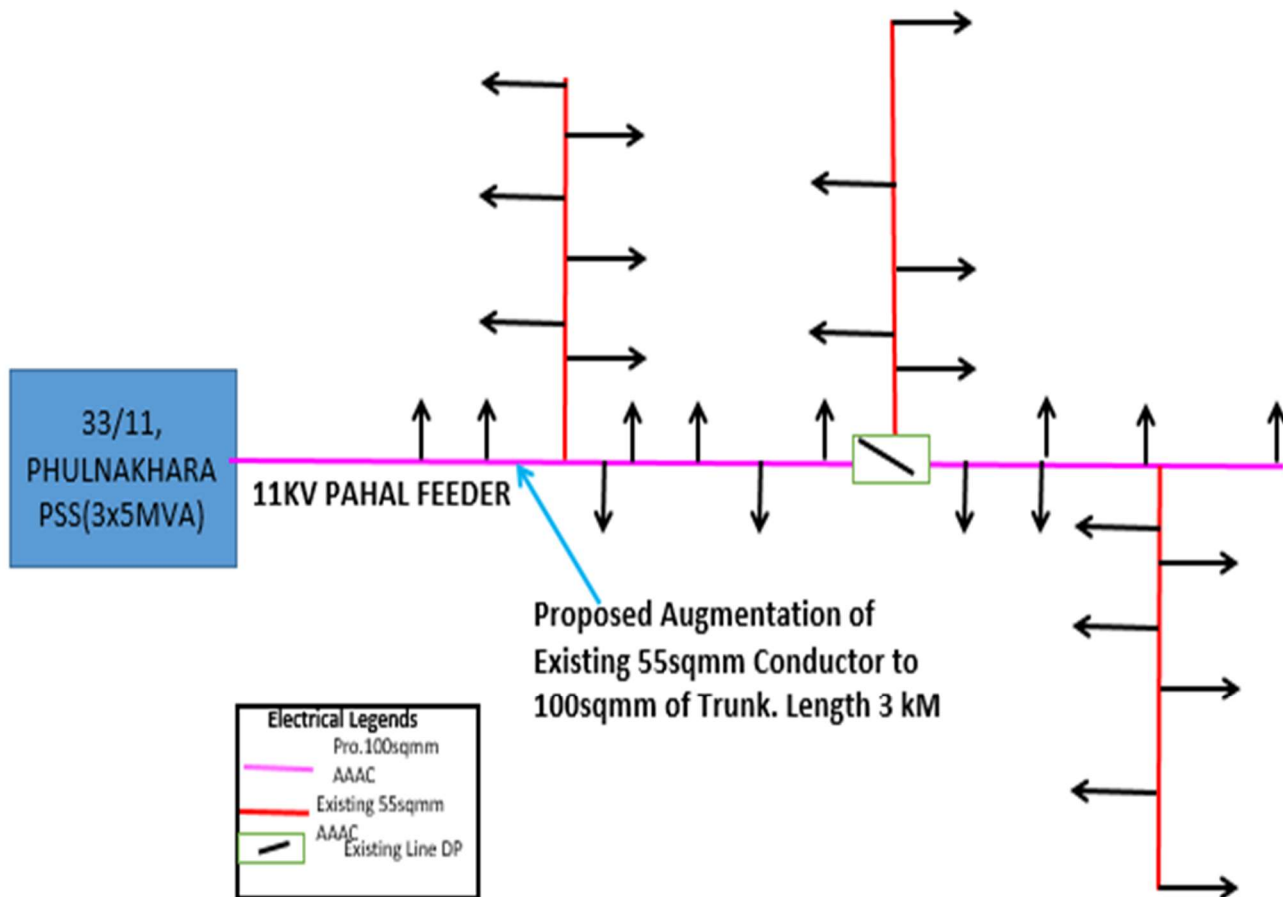 33/11,
PHULNAKHARA
PSS(3x5MVA)
11KV PAHAL FEEDER
Proposed Augmentation of
Existing 55sqmm Conductor to
100sqmm of Trunk. Length 3 kM
Electrical Legends
Pro.100sqmm
AAAC
Existing 55sqmm
AAAC
Existing Line DP